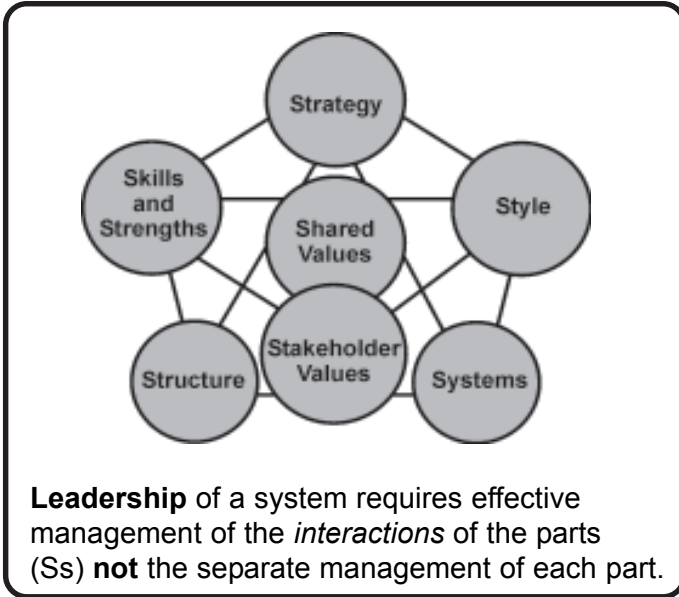 Strategy
Skills
and
Strengths
Style
Shared
Values
Stakeholder
Values
Structure
Systems
Leadership of a system requires effective
management of the interactions of the parts
(Ss) not the separate management of each part.